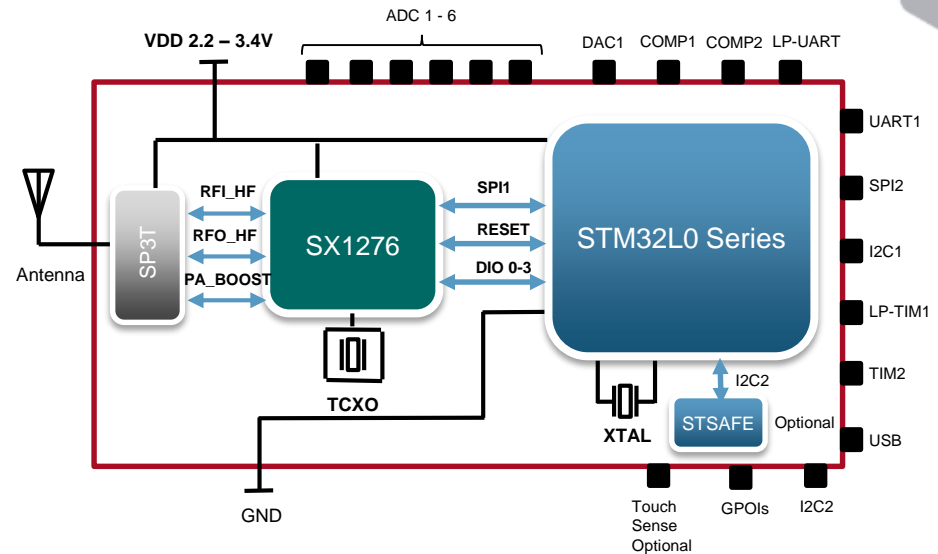 ADC 1 - 6
VDD 2.2 – 3.4V
DAC1
COMP1
COMP2
LP-UART
UART1
SPI2
I2C1
LP-TIM1
TIM2
USB
Antenna
SP3T
RFI_HF
RFO_HF
PA_BOOST
SX1276
SPI1
RESET
DIO 0-3
STM32L0 Series
TCXO
XTAL
I2C2
STSAFE
Optional
GND
Touch
Sense
Optional
GPOIs
I2C2